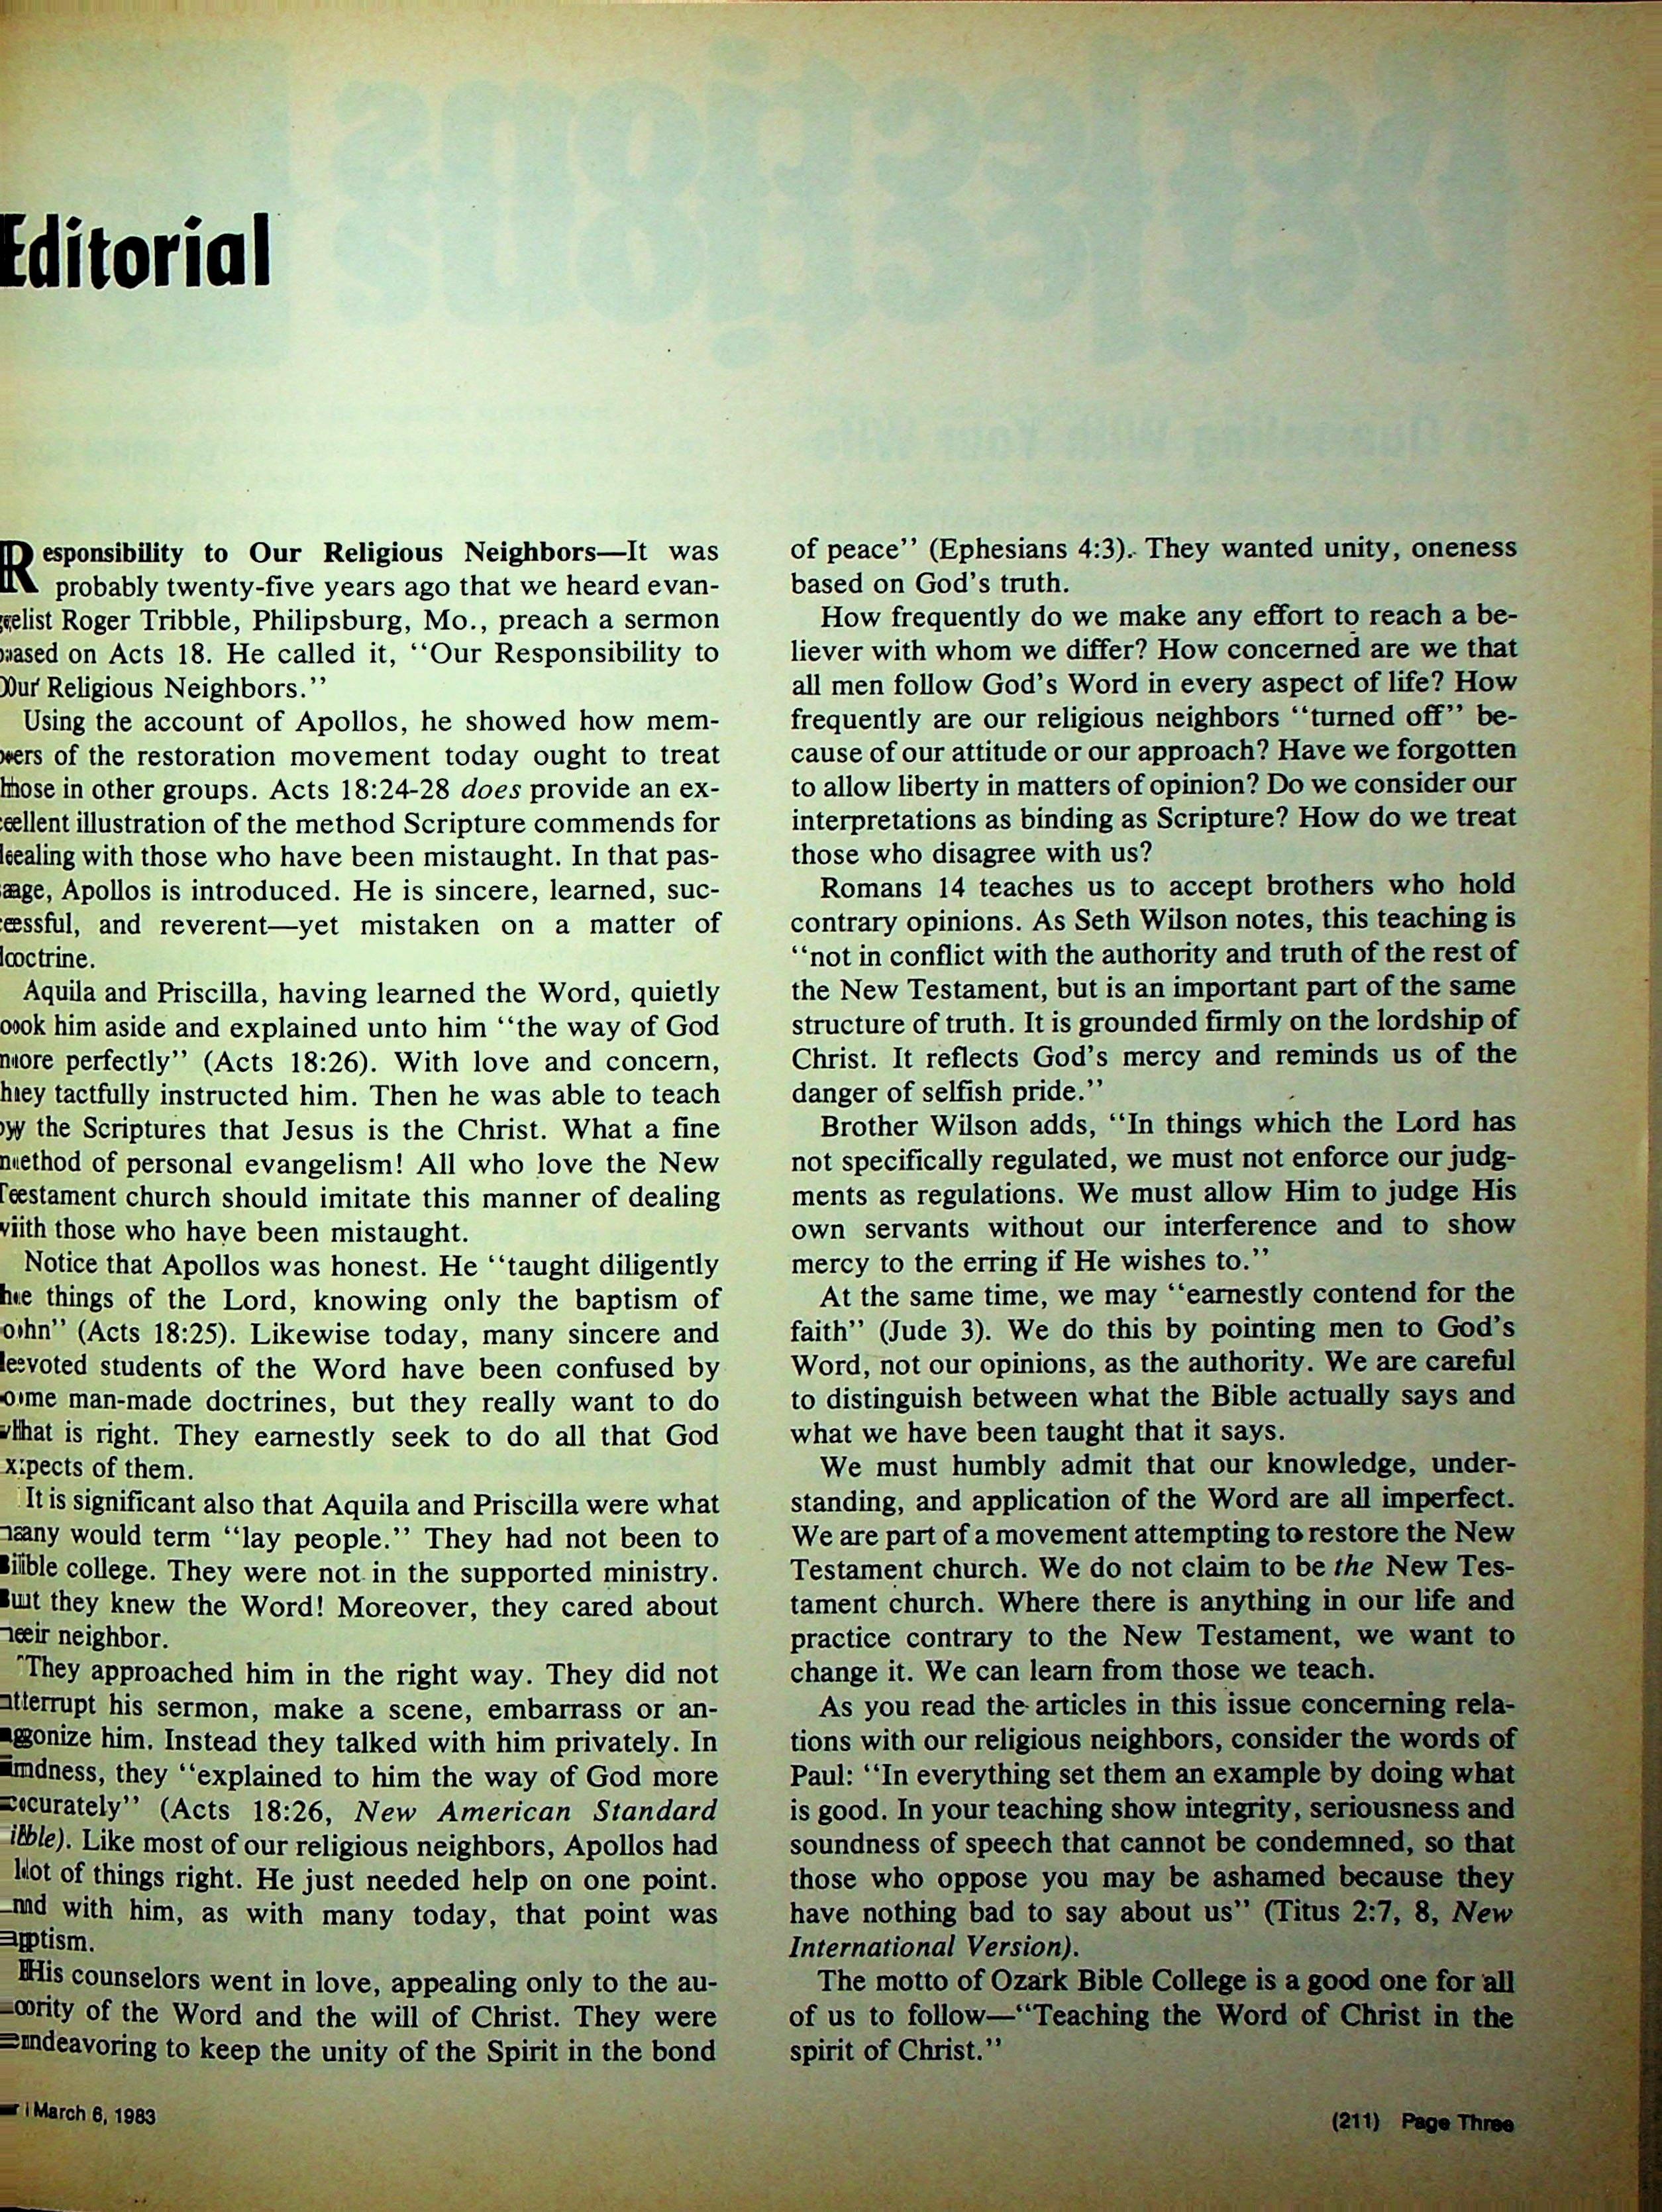 Editorial
Responsibility to Our Religious Neighbors—It was
probably twenty-five years ago that we heard evan-
gelist Roger Tribble, Philipsburg, Mo., preach a sermon
based on Acts 18. He called it, “Our Responsibility to
Our Religious Neighbors.”
Using the account of Apollos, he showed how mem-
bers of the restoration movement today ought to treat
those in other groups. Acts 18:24-28 does provide an ex-
cellent illustration of the method Scripture commends for
dealing with those who have been mistaught. In that pas-
sage, Apollos is introduced. He is sincere, learned, suc-
cessful, and reverent—yet mistaken on a matter of
doctrine.
Aquila and Priscilla, having learned the Word, quietly
took him aside and explained unto him “the way of God
more perfectly” (Acts 18:26). With love and concern,
they tactfully instructed him. Then he was able to teach
by the Scriptures that Jesus is the Christ. What a fine
method of personal evangelism! All who love the New
Testament church should imitate this manner of dealing
with those who have been mistaught.
Notice that Apollos was honest. He “taught diligently
the things of the Lord, knowing only the baptism of
John” (Acts 18:25). Likewise today, many sincere and
devoted students of the Word have been confused by
some man-made doctrines, but they really want to do
what is right. They earnestly seek to do all that God
expects of them.
It is significant also that Aquila and Priscilla were what
many would term “lay people.” They had not been to
Bible college. They were not in the supported ministry.
But they knew the Word! Moreover, they cared about
their neighbor.
They approached him in the right way. They did not
interrupt his sermon, make a scene, embarrass or an-
tagonize him. Instead they talked with him privately. In
kindness, they “explained to him the way of God more
accurately” (Acts 18:26, New American Standard
Bible). Like most of our religious neighbors, Apollos had
a lot of things right. He just needed help on one point.
And with him, as with many today, that point was
baptism.
His counselors went in love, appealing only to the au-
thority of the Word and the will of Christ. They were
endeavoring to keep the unity of the Spirit in the bond
of peace” (Ephesians 4:3). They wanted unity, oneness
based on God’s truth.
How frequently do we make any effort to reach a be-
liever with whom we differ? How concerned are we that
all men follow God’s Word in every aspect of life? How
frequently are our religious neighbors “turned off” be-
cause of our attitude or our approach? Have we forgotten
to allow liberty in matters of opinion? Do we consider our
interpretations as binding as Scripture? How do we treat
those who disagree with us?
Romans 14 teaches us to accept brothers who hold
contrary opinions. As Seth Wilson notes, this teaching is
“not in conflict with the authority and truth of the rest of
the New Testament, but is an important part of the same
structure of truth. It is grounded firmly on the lordship of
Christ. It reflects God’s mercy and reminds us of the
danger of selfish pride.”
Brother Wilson adds, “In things which the Lord has
not specifically regulated, we must not enforce our judg-
ments as regulations. We must allow Him to judge His
own servants without our interference and to show
mercy to the erring if He wishes to.”
At the same time, we may “earnestly contend for the
faith” (Jude 3). We do this by pointing men to God’s
Word, not our opinions, as the authority. We are careful
to distinguish between what the Bible actually says and
what we have been taught that it says.
We must humbly admit that our knowledge, under-
standing, and application of the Word are all imperfect.
We are part of a movement attempting to restore the New
Testament church. We do not claim to be the New Tes-
tament church. Where there is anything in our life and
practice contrary to the New Testament, we want to
change it. We can learn from those we teach.
As you read the articles in this issue concerning rela-
tions with our religious neighbors, consider the words of
Paul: “In everything set them an example by doing what
is good. In your teaching show integrity, seriousness and
soundness of speech that cannot be condemned, so that
those who oppose you may be ashamed because they
have nothing bad to say about us” (Titus 2:7, 8, New
International Version).
The motto of Ozark Bible College is a good one for all
of us to follow—“Teaching the Word of Christ in the
spirit of Christ.”
March 6, 1983
(211) Page Three